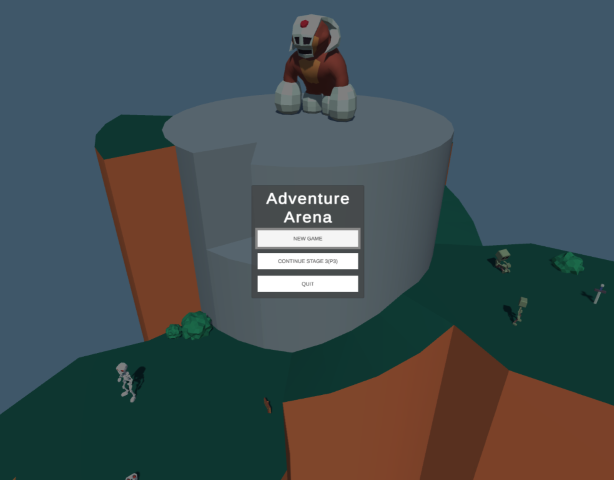 Adventure
Arena
NEW GAME
CONTINUE STAGE 3(P3)
QUIT